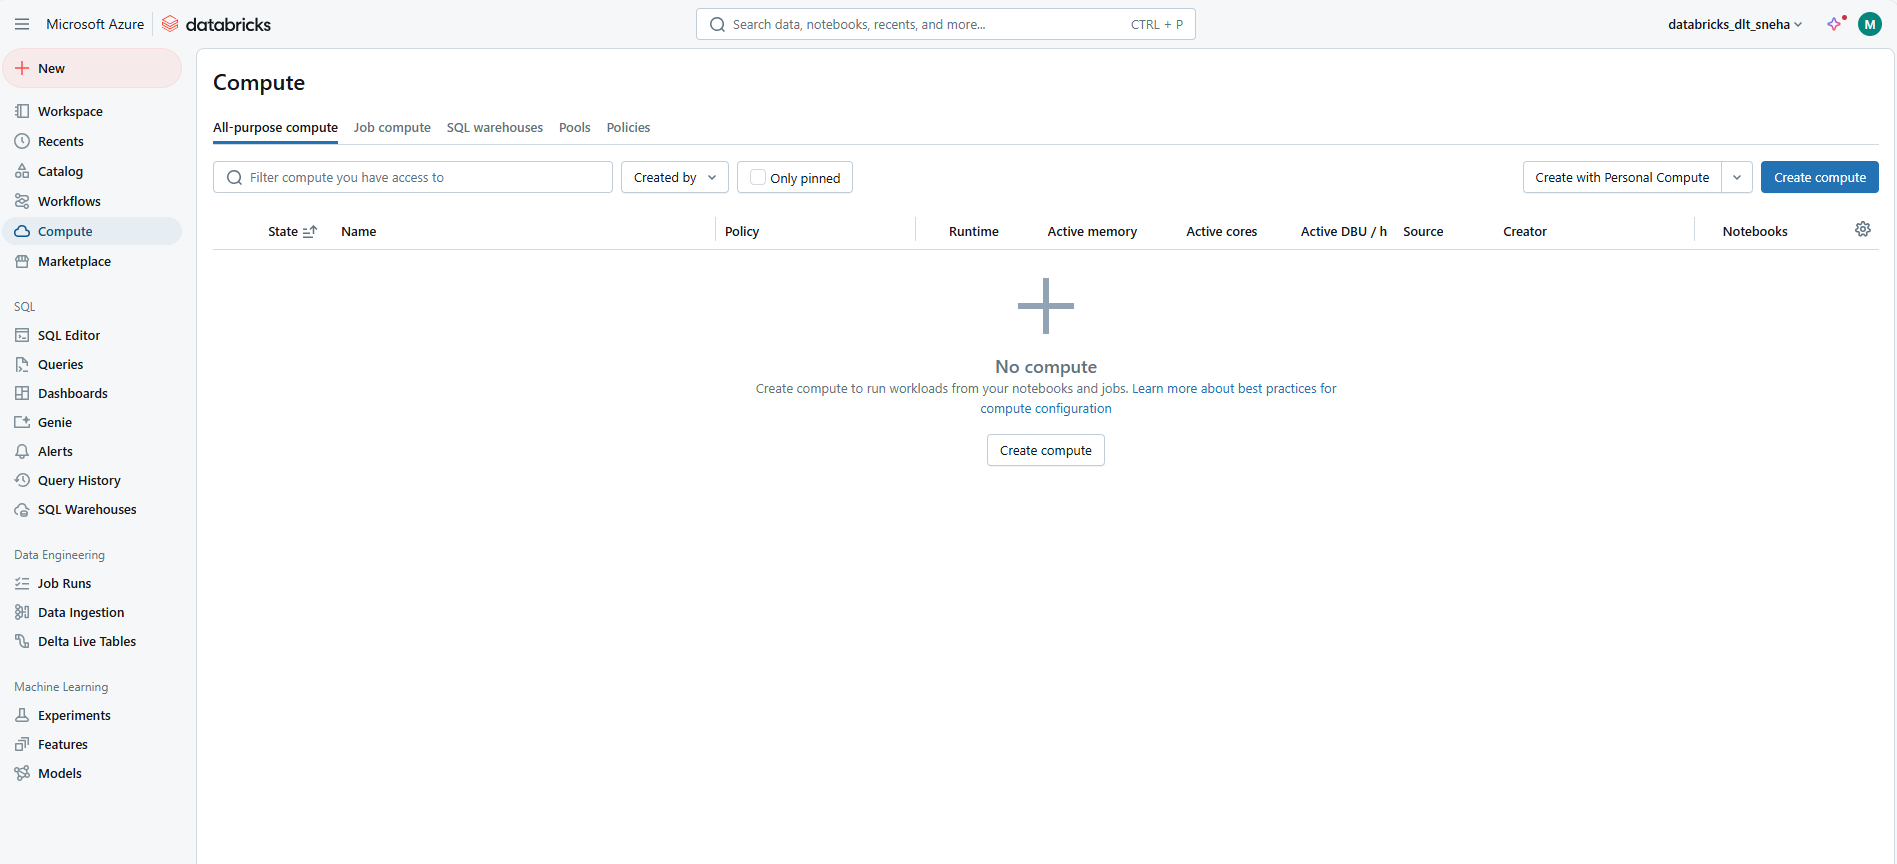 Microsoft Azure databricks
Search data, notebooks, recents, and more... CTRL + P
databricks_dlt_sneha M
New
Workspace
Recents
Catalog
Workflows
Compute
Marketplace
SQL
SQL Editor
Queries
Dashboards
Genie
Alerts
Query History
SQL Warehouses
Data Engineering
Job Runs
Data Ingestion
Delta Live Tables
Machine Learning
Experiments
Features
Models
Compute
All-purpose compute Job compute SQL warehouses Pools Policies
Filter compute you have access to Created by Only pinned Create with Personal Compute Create compute
State Name Policy Runtime Active memory Active cores Active DBU / h Source Creator Notebooks
No compute
Create compute to run workloads from your notebooks and jobs. Learn more about best practices for
compute configuration
Create compute